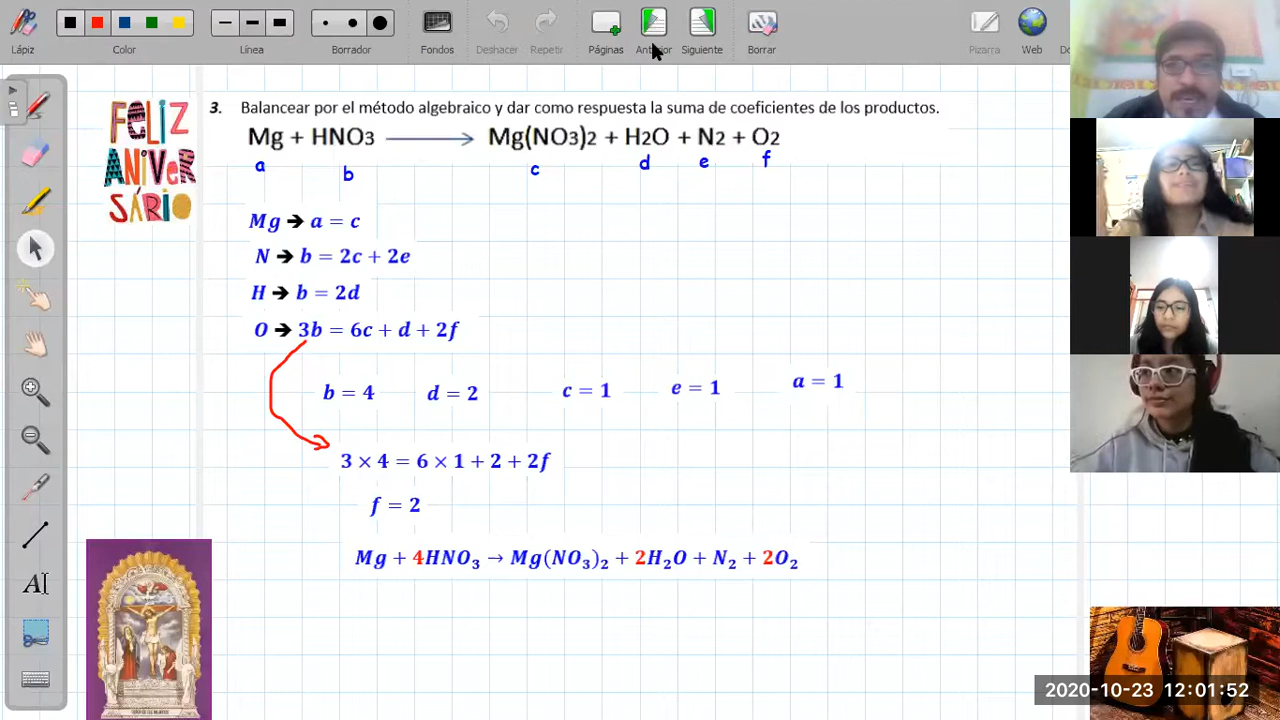 Lápiz Color Línea Borrador Fondos Deshacer Repetir Páginas Anterior Siguiente Borrar Pizarra Web
FELIZ
ANIVER
SÁRIO
3. Balancear por el método algebraico y dar como respuesta la suma de coeficientes de los productos.
Mg + HNO3 → Mg(NO3)2 + H2O + N2 + O2
a b c d e f
Mg → a = c
N → b = 2c + 2e
H → b = 2d
O → 3b = 6c + d + 2f
b = 4 d = 2 c = 1 e = 1 a = 1
3 × 4 = 6 × 1 + 2 + 2f
f = 2
Mg + 4HNO₃ → Mg(NO₃)₂ + 2H₂O + N₂ + 2O₂
A
2020-10-23 12:01:52